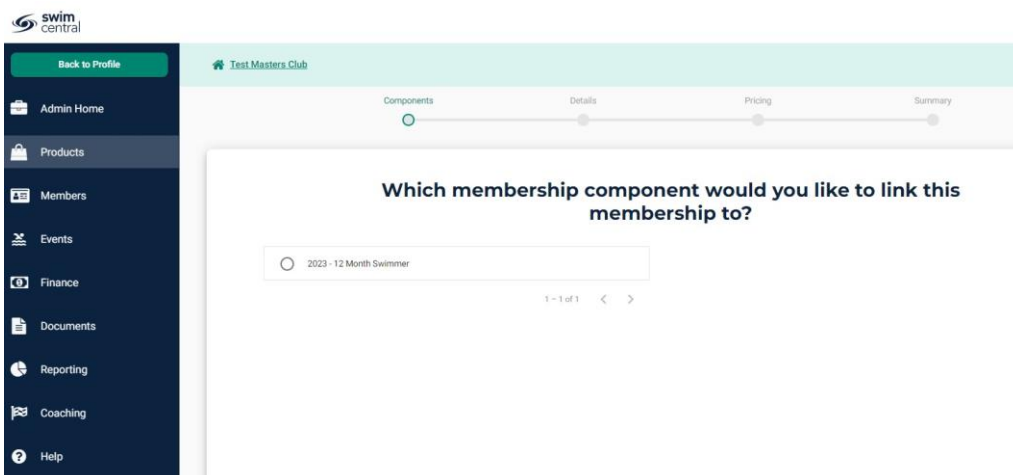 swim
central
Back to Profile
Test Masters Club
Admin Home
Products
Members
Events
Finance
Documents
Reporting
Coaching
Help
Components
Details
Pricing
Summary
Which membership component would you like to link this
membership to?
2023 - 12 Month Swimmer
1 – 1 of 1